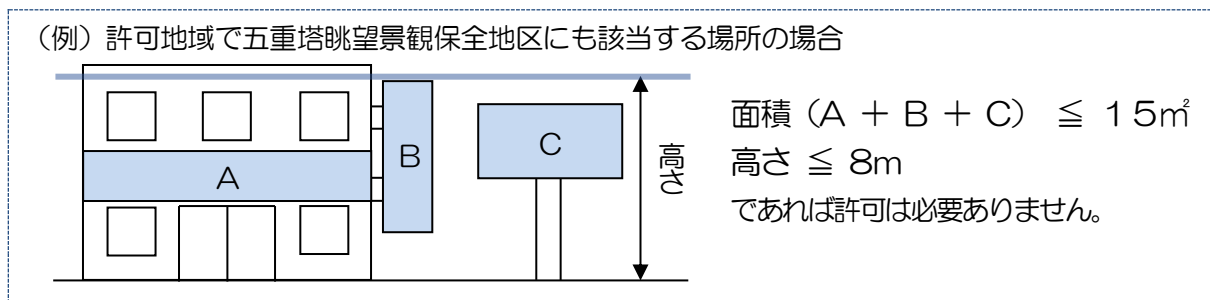 (例)許可地域で五重塔眺望景観保全地区にも該当する場所の場合
A
B
C
高さ
面積(A + B + C) ≦ 15㎡
高さ ≦ 8m
であれば許可は必要ありません。